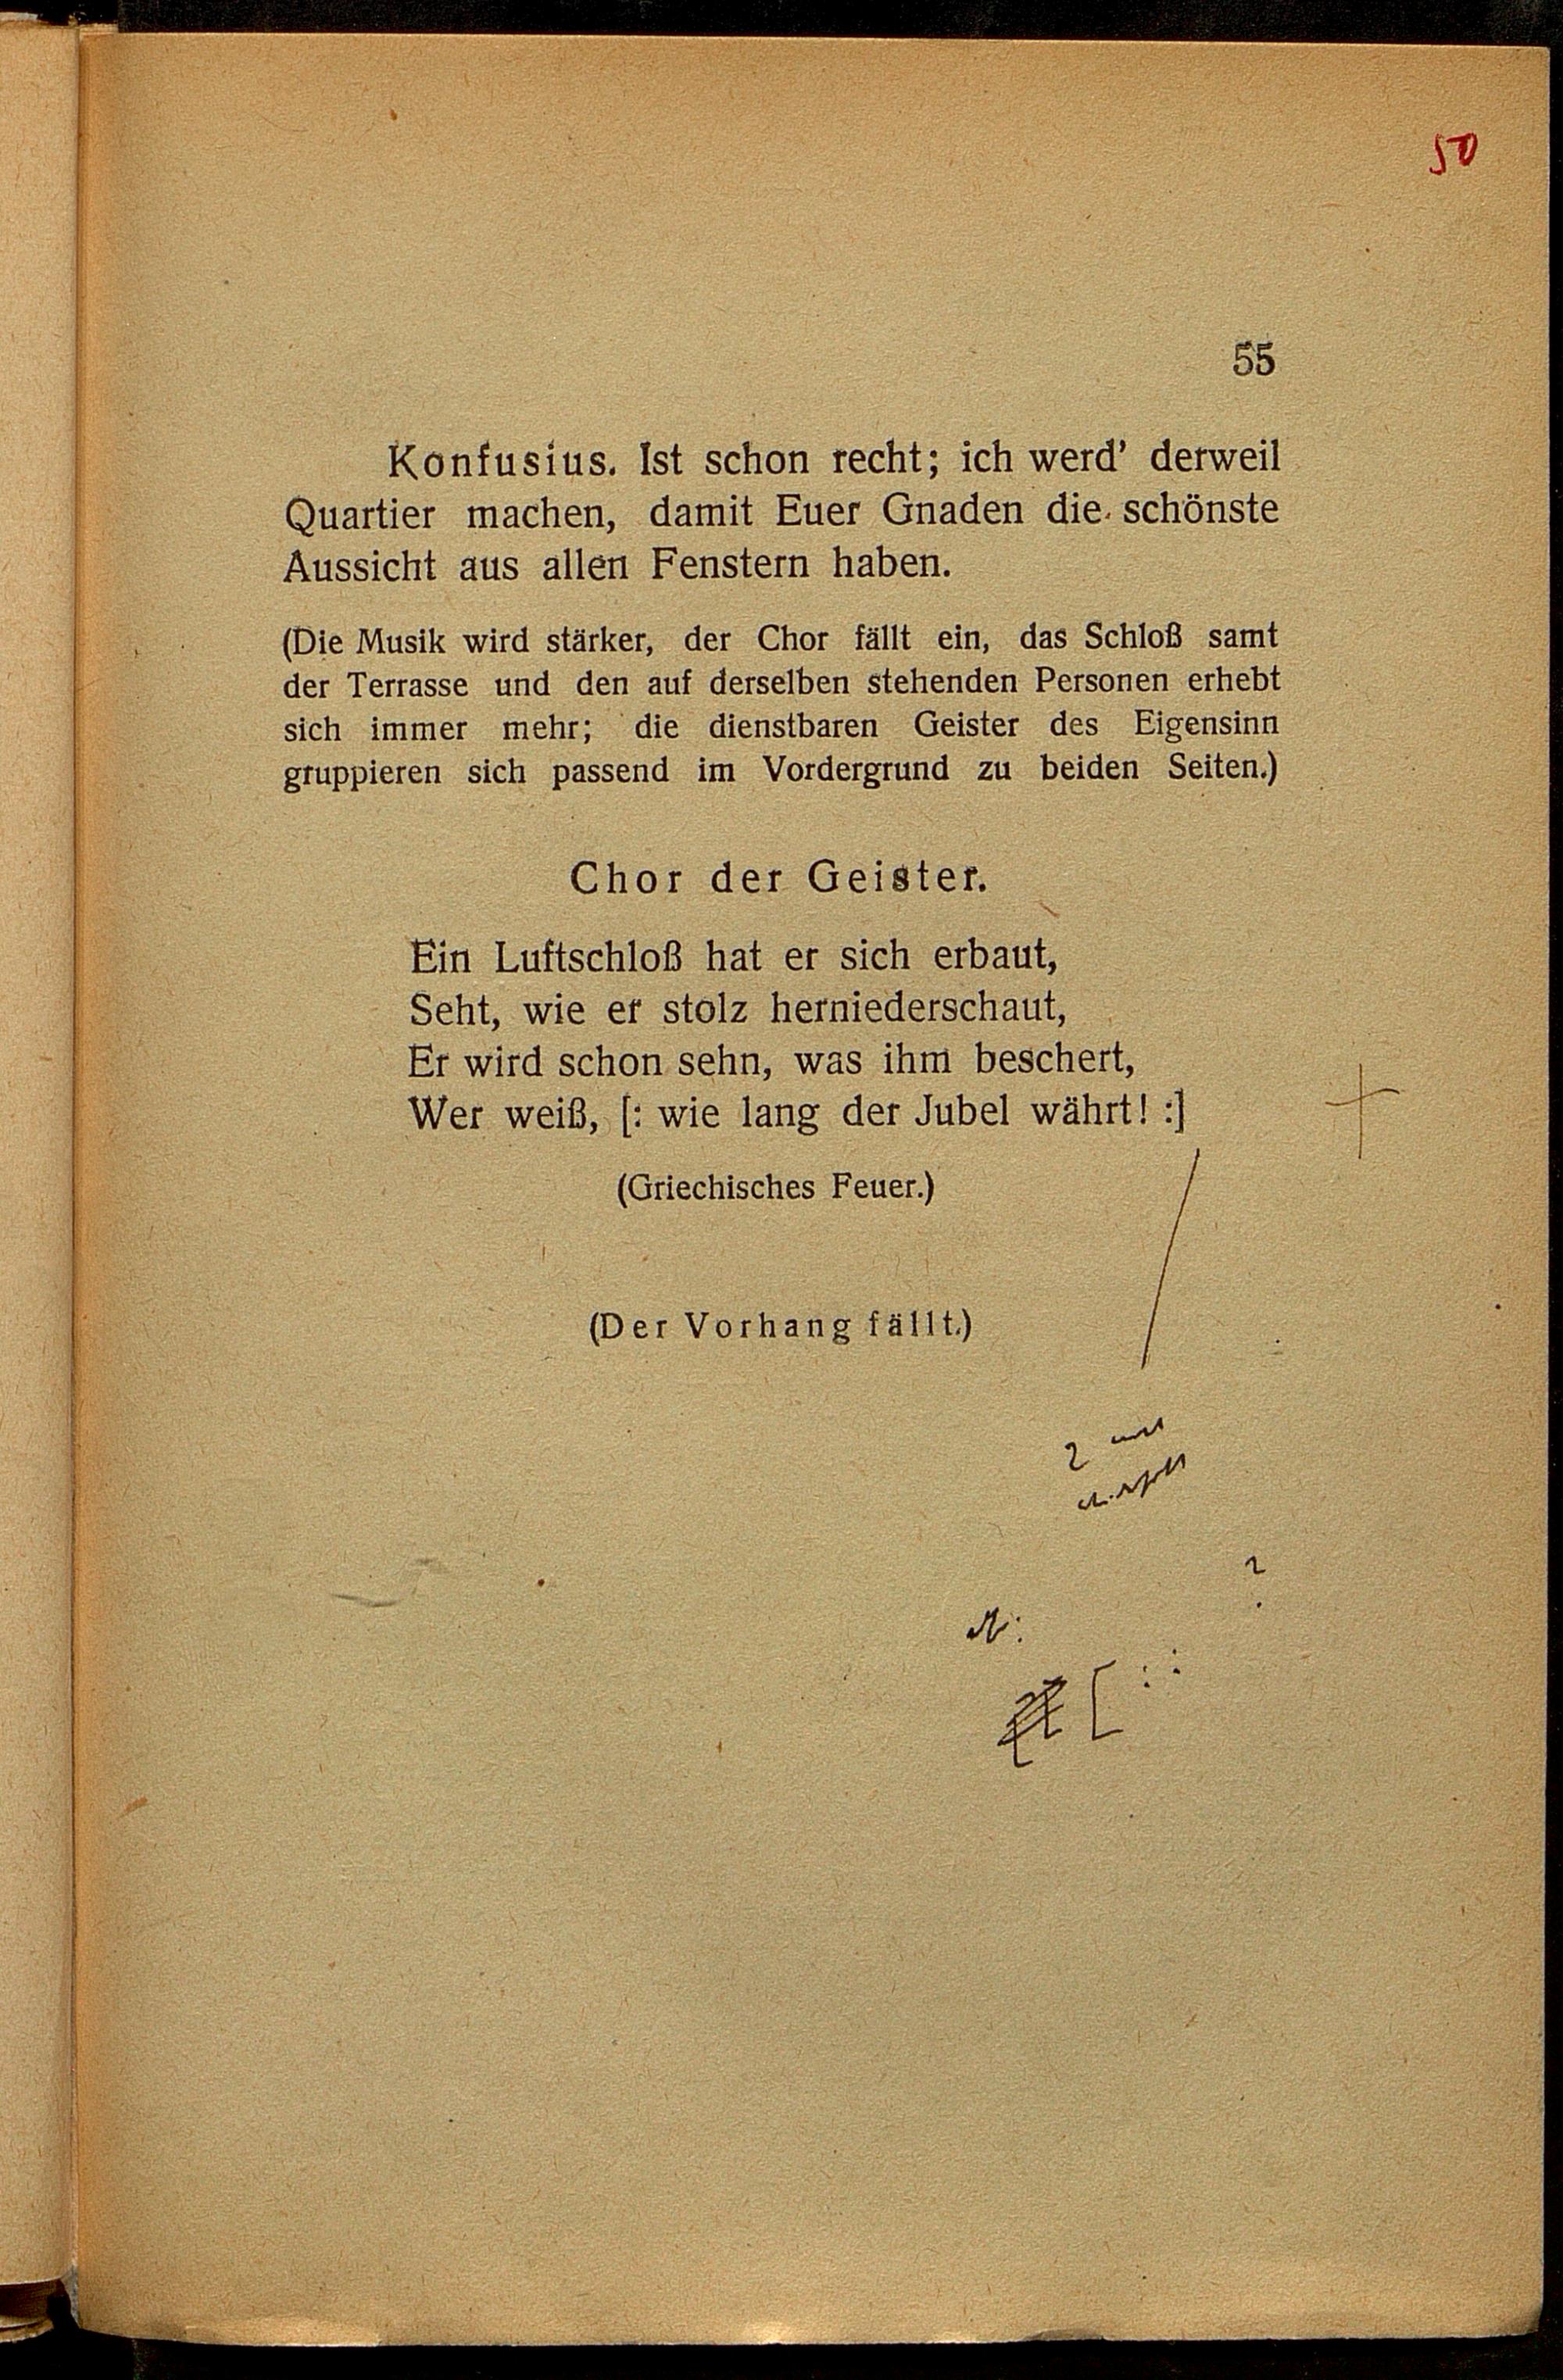 50
55
Konfusius. Ist schon recht; ich werd' derweil
Quartier machen, damit Euer Gnaden die schönste
Aussicht aus allen Fenstern haben.
(Die Musik wird stärker, der Chor fällt ein, das Schloß samt
der Terrasse und den auf derselben stehenden Personen erhebt
sich immer mehr; die dienstbaren Geister des Eigensinn
gruppieren sich passend im Vordergrund zu beiden Seiten.)
Chor der Geister.
Ein Luftschloß hat er sich erbaut,
Seht, wie er stolz herniederschaut,
Er wird schon sehn, was ihm beschert,
Wer weiß, [: wie lang der Jubel währt! :]
(Griechisches Feuer.)
(Der Vorhang fällt.)
2
?
[ : :